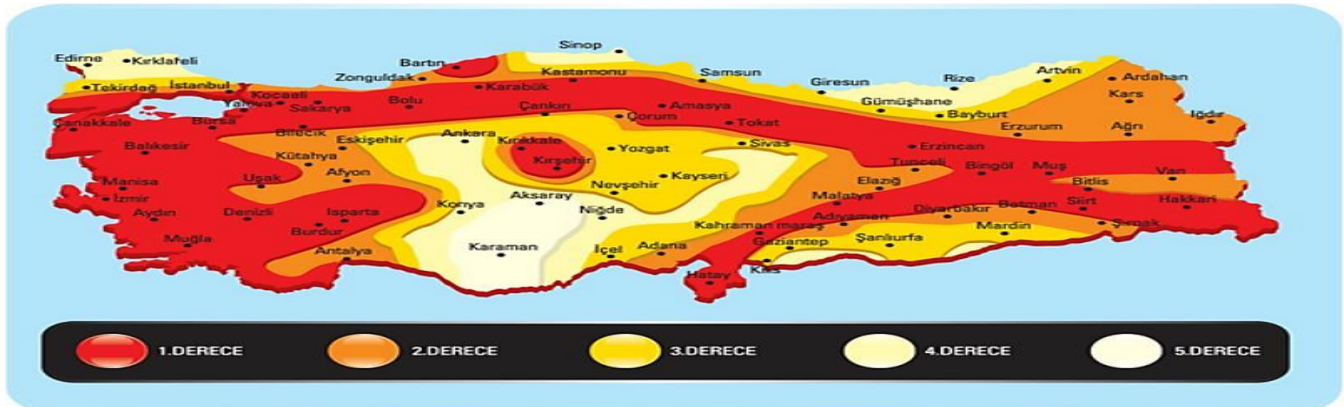 Sinop
Edirne
Kırklafeli
Bartın
Zonguldak
Kastamonu
Samsun
Giresun
Rize
Artvin
Ardahan
Tekirdağ
İstanbul
Kocaeli
Yalova
Sakarya
Bolu
Karabük
Amasya
Gümüşhane
Bayburt
Kars
Iğdır
Çanakkale
Bursa
Bilecik
Eskişehir
Ankara
Çankırı
Çorum
Tokat
Sivas
Erzincan
Erzurum
Ağrı
Balıkesir
Kütahya
Kırıkkale
Kırşehir
Yozgat
Tunceli
Bingöl
Muş
Van
Manisa
Uşak
Afyon
Nevşehir
Kayseri
Elazığ
Bitlis
İzmir
Aydın
Denizli
Isparta
Konya
Aksaray
Niğde
Malatya
Adıyaman
Diyarbakır
Batman
Siirt
Hakkari
Muğla
Burdur
Antalya
Karaman
İçel
Adana
Kahraman maraş
Gaziantep
Şanlıurfa
Mardin
Şırnak
Hatay
Kilis
1.DERECE
2.DERECE
3.DERECE
4.DERECE
5.DERECE